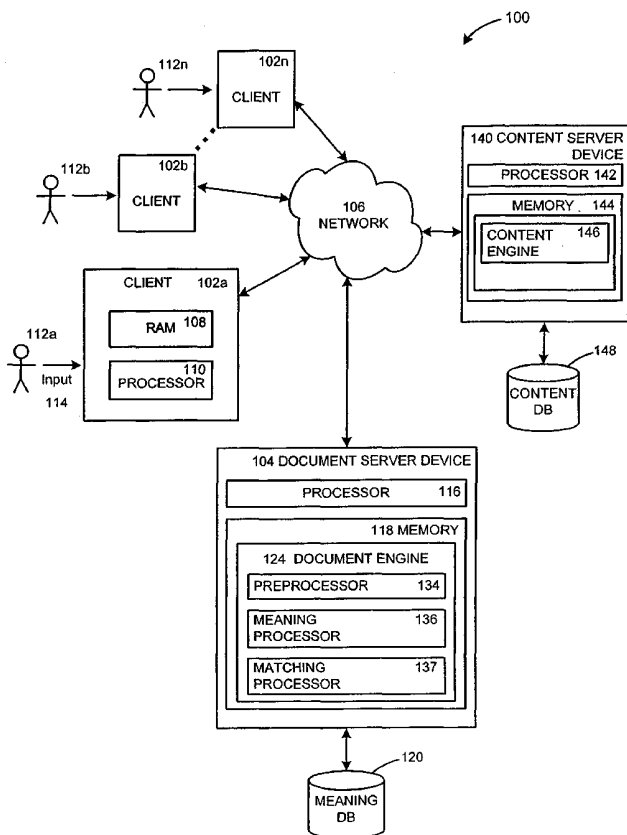 100
112n
102n
CLIENT
112b
102b
CLIENT
106
NETWORK
140 CONTENT SERVER
DEVICE
PROCESSOR 142
MEMORY 144
CONTENT 146
ENGINE
148
CONTENT
DB
CLIENT 102a
RAM 108
110
PROCESSOR
112a
Input
114
104 DOCUMENT SERVER DEVICE
PROCESSOR 116
118 MEMORY
124 DOCUMENT ENGINE
PREPROCESSOR 134
MEANING 136
PROCESSOR
MATCHING 137
PROCESSOR
120
MEANING
DB